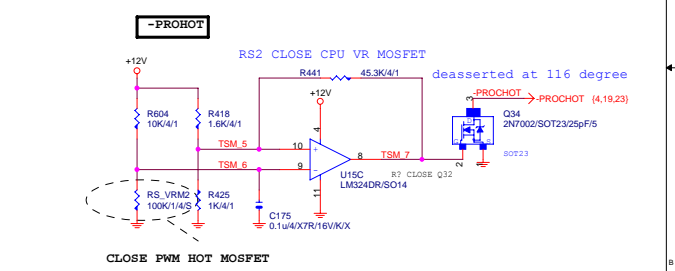 -PROHOT
RS2 CLOSE CPU VR MOSFET
+12V
R441
45.3K/4/1
deasserted at 116 degree
+12V
-PROCHOT
-PROCHOT (4,19,23)
R604
10K/4/1
R418
1.6K/4/1
3
D
Q34
2N7002/SOT23/25pF/5
G
S
SOT23
4
TSM_5
10
+
TSM_6
9
-
8
TSM_7
2
1
U15C
LM324DR/SO14
R? CLOSE Q32
11
RS_VRM2
100K/1/4/S
R425
1K/4/1
C175
0.1u/4/X7R/16V/K/X
CLOSE PWM HOT MOSFET
B